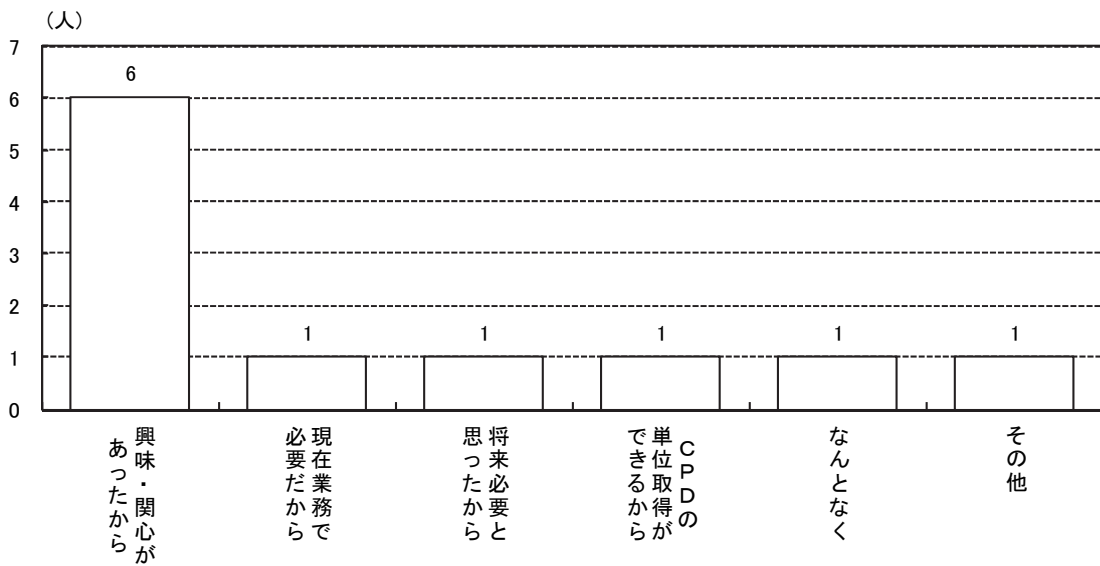 (人)
7
6
5
4
3
2
1
0
6
1
1
1
1
1
興味・関心が
あったから
現在業務で
必要だから
将来必要と
思ったから
CPDの
単位取得が
できるから
なんとなく
その他